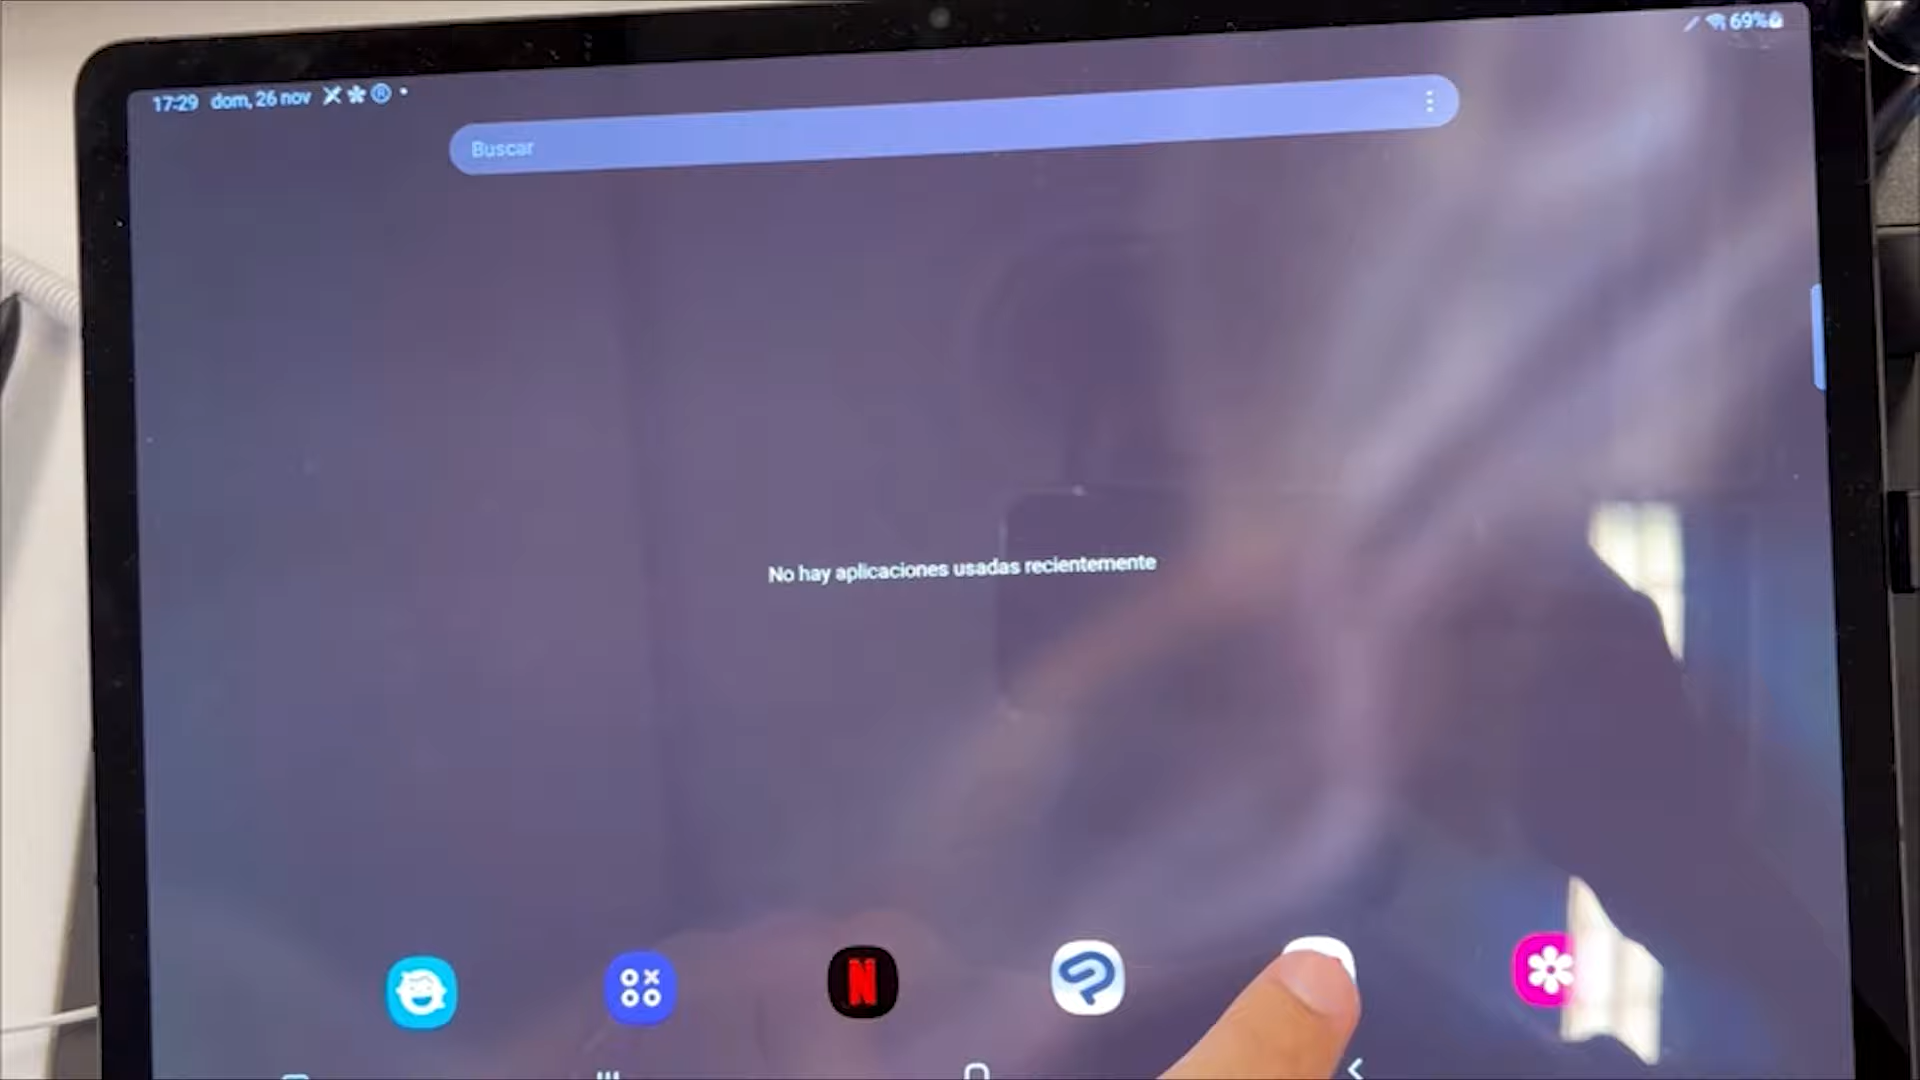 69%
17:29 dom, 26 nov
Buscar
No hay aplicaciones usadas recientemente
N